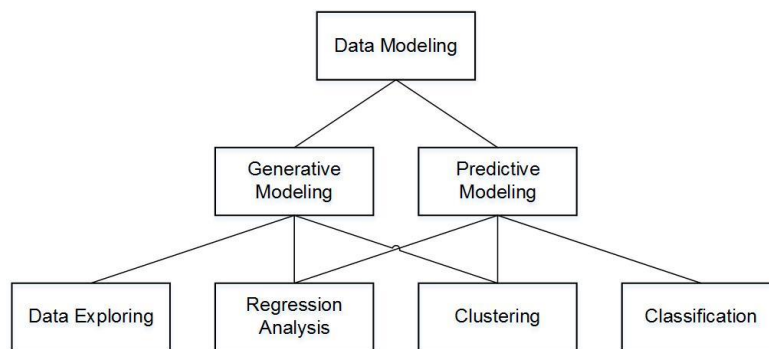 Data Modeling
Generative
Modeling
Predictive
Modeling
Data Exploring
Regression
Analysis
Clustering
Classification